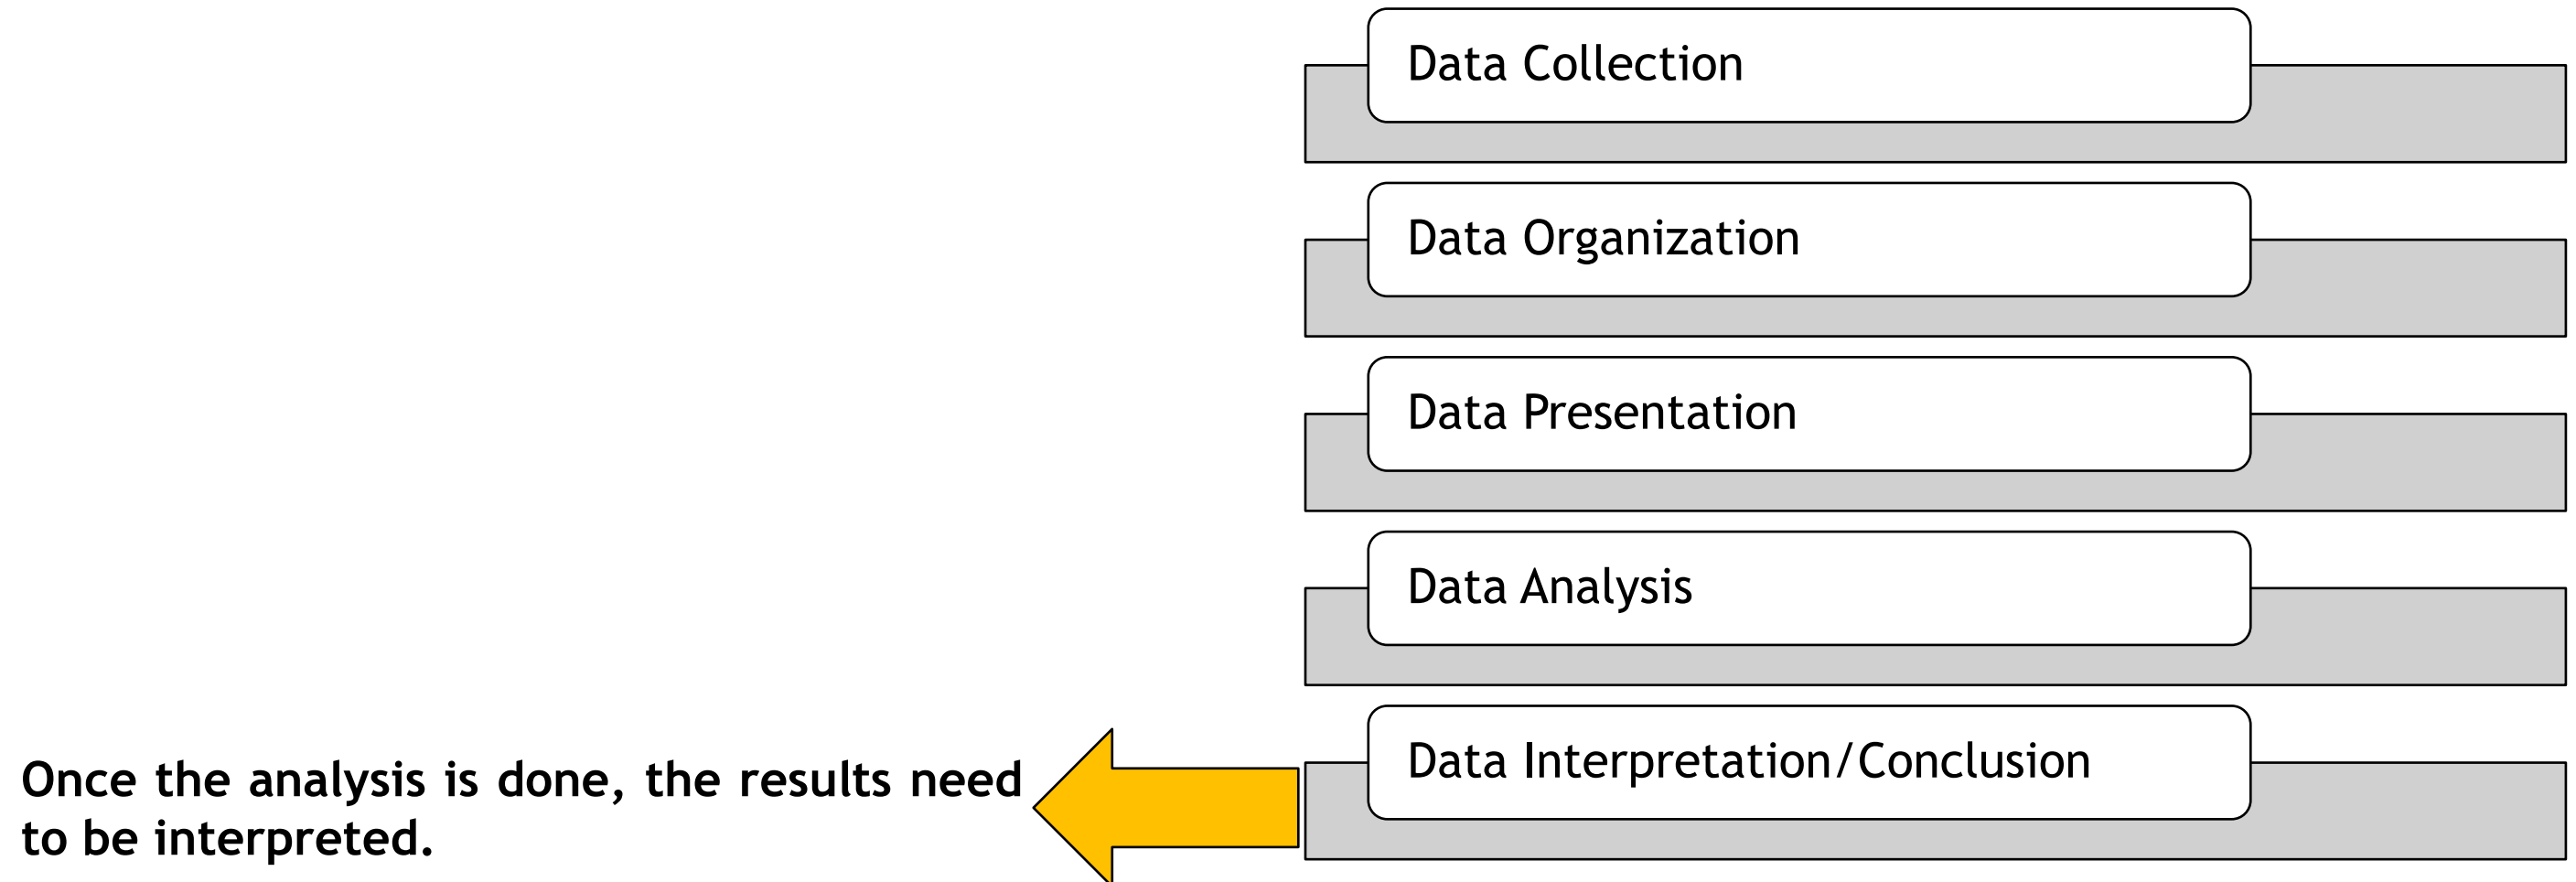 Data Collection
Data Organization
Data Presentation
Data Analysis
Data Interpretation/Conclusion
Once the analysis is done, the results need
to be interpreted.